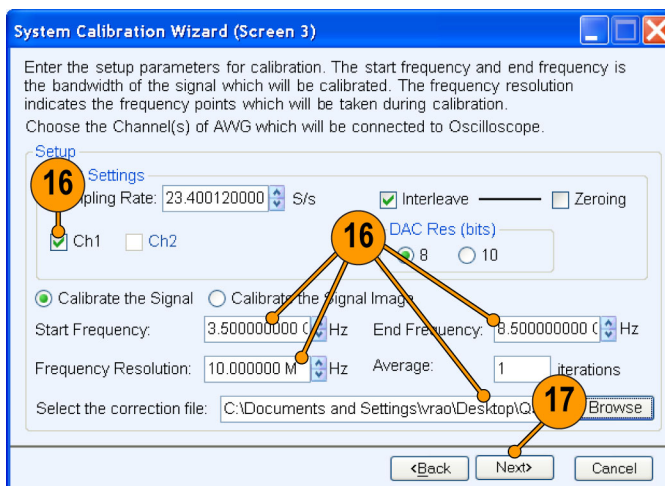 System Calibration Wizard (Screen 3)
Enter the setup parameters for calibration. The start frequency and end frequency is
the bandwidth of the signal which will be calibrated. The frequency resolution
indicates the frequency points which will be taken during calibration.
Choose the Channel(s) of AWG which will be connected to Oscilloscope.
Setup
16 Settings
pling Rate: 23.400120000 S/s Interleave Zeroing
Ch1 Ch2 16 DAC Res (bits)
8 10
Calibrate the Signal Calibrate the Signal Image
Start Frequency: 3.500000000 Hz End Frequency: 8.500000000 Hz
Frequency Resolution: 10.000000 M Hz Average: 1 iterations
Select the correction file: C:\Documents and Settings\vrao\Desktop\Q 17 Browse
<Back Next> Cancel